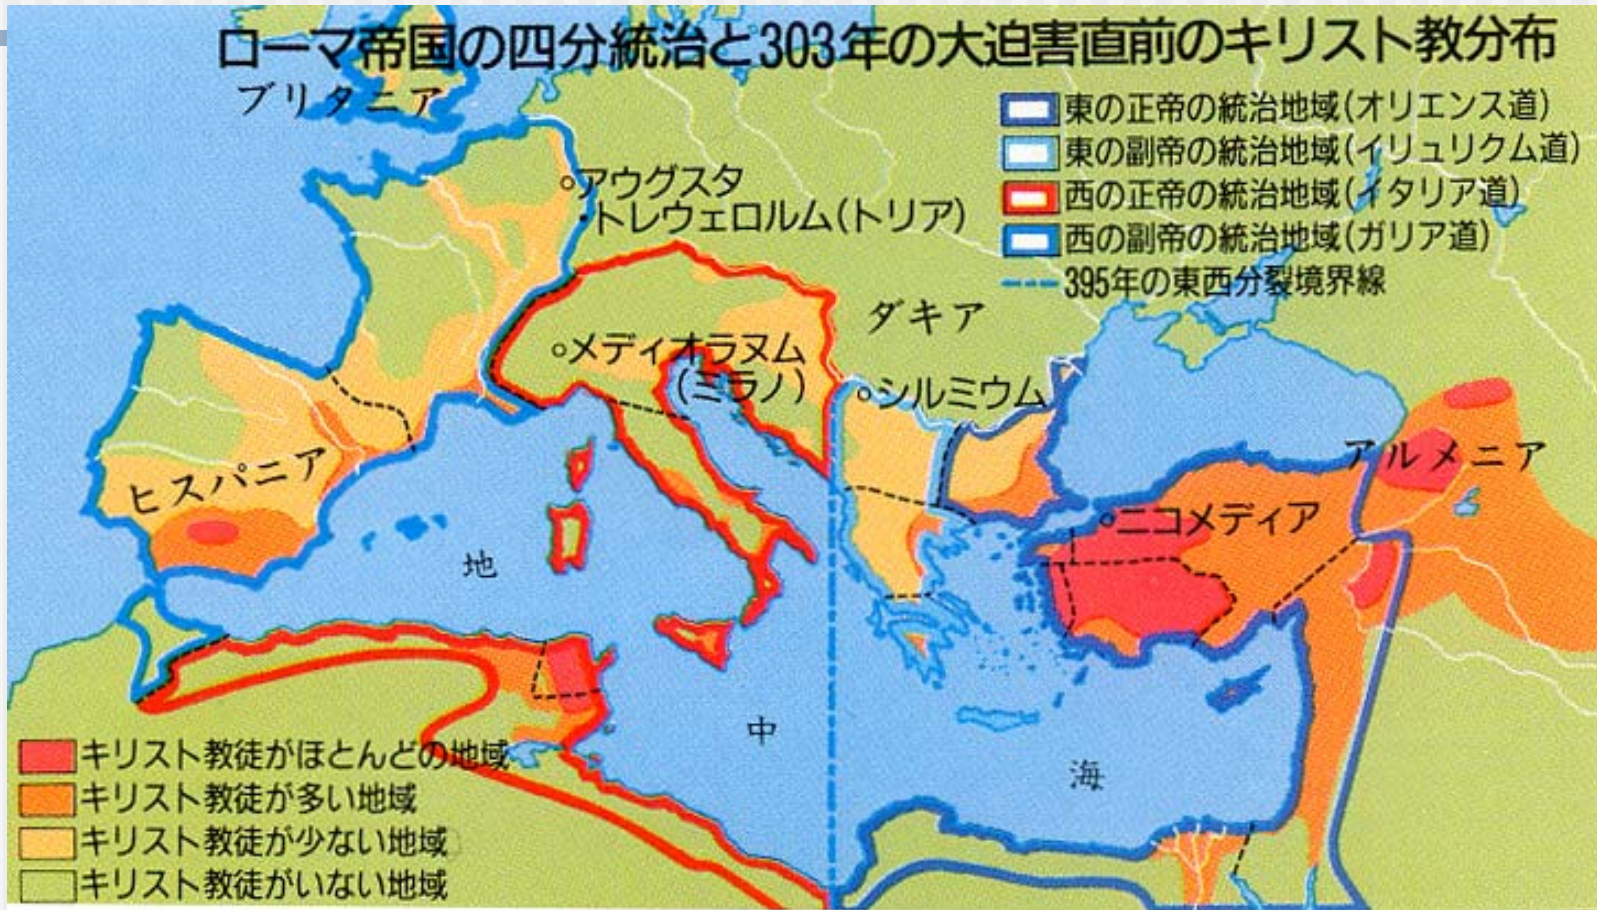 ローマ帝国の四分統治と303年の大迫害直前のキリスト教分布
ブリタニア
東の正帝の統治地域(オリエンス道)
東の副帝の統治地域(イリュリクム道)
西の正帝の統治地域(イタリア道)
西の副帝の統治地域(ガリア道)
395年の東西分裂境界線
アウグスタ
・トレウェロルム(トリア)
ダキア
メディオラヌム
(ミラノ)
シルミウム
アルメニア
ヒスパニア
ニコメディア
地
中
海
キリスト教徒がほとんどの地域
キリスト教徒が多い地域
キリスト教徒が少ない地域
キリスト教徒がいない地域